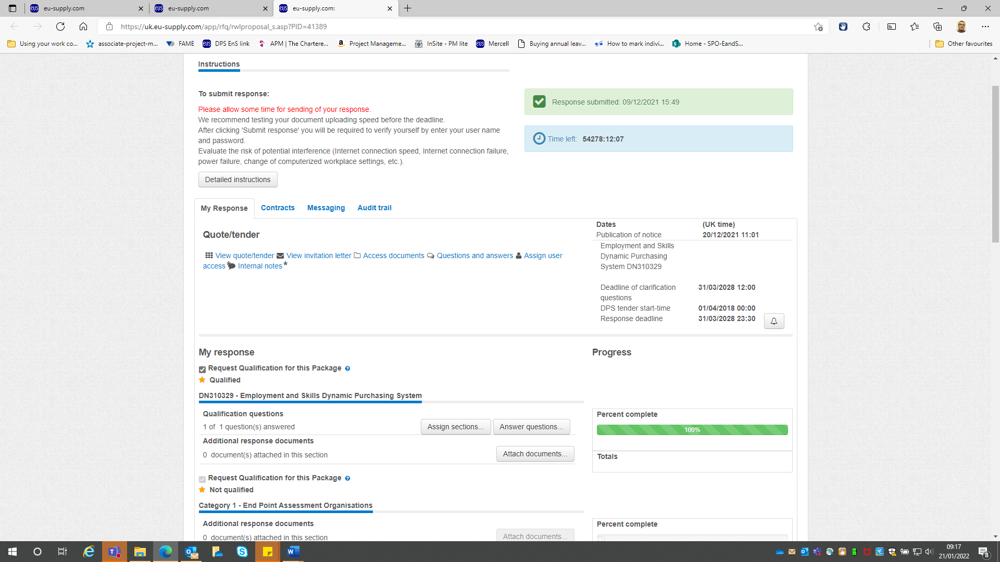 eu-supply.com
eu-supply.com
eu-supply.com:
https://uk.eu-supply.com/app/rfq/rwlproposal_s.asp?PID=41389
Using your work co...
associate-project-m...
FAME
DPS EnS link
APM | The Chartere...
Project Manageme...
InSite - PM lite
Mercell
Buying annual leav...
How to mark indivi...
Home - SPO-EandS...
Other favourites
Instructions
To submit response:
Please allow some time for sending of your response.
We recommend testing your document uploading speed before the deadline.
After clicking 'Submit response' you will be required to verify yourself by enter your user name
and password.
Evaluate the risk of potential interference (Internet connection speed, Internet connection failure,
power failure, change of computerized workplace settings, etc.).
Detailed instructions
Response submitted: 09/12/2021 15:49
Time left: 54278:12:07
My Response Contracts Messaging Audit trail
Quote/tender
View quote/tender View invitation letter Access documents Questions and answers Assign user
access Internal notes *
Dates (UK time)
Publication of notice 20/12/2021 11:01
Employment and Skills
Dynamic Purchasing
System DN310329
Deadline of clarification 31/03/2028 12:00
questions
DPS tender start-time 01/04/2018 00:00
Response deadline 31/03/2028 23:30
My response
Request Qualification for this Package
Qualified
DN310329 - Employment and Skills Dynamic Purchasing System
Qualification questions
1 of 1 question(s) answered
Assign sections... Answer questions...
Additional response documents
0 document(s) attached in this section
Attach documents...
Progress
Percent complete
100%
Totals
Request Qualification for this Package
Not qualified
Category 1 - End Point Assessment Organisations
Additional response documents
0 document(s) attached in this section
Attach documents...
Percent complete
09:17
21/01/2022
8